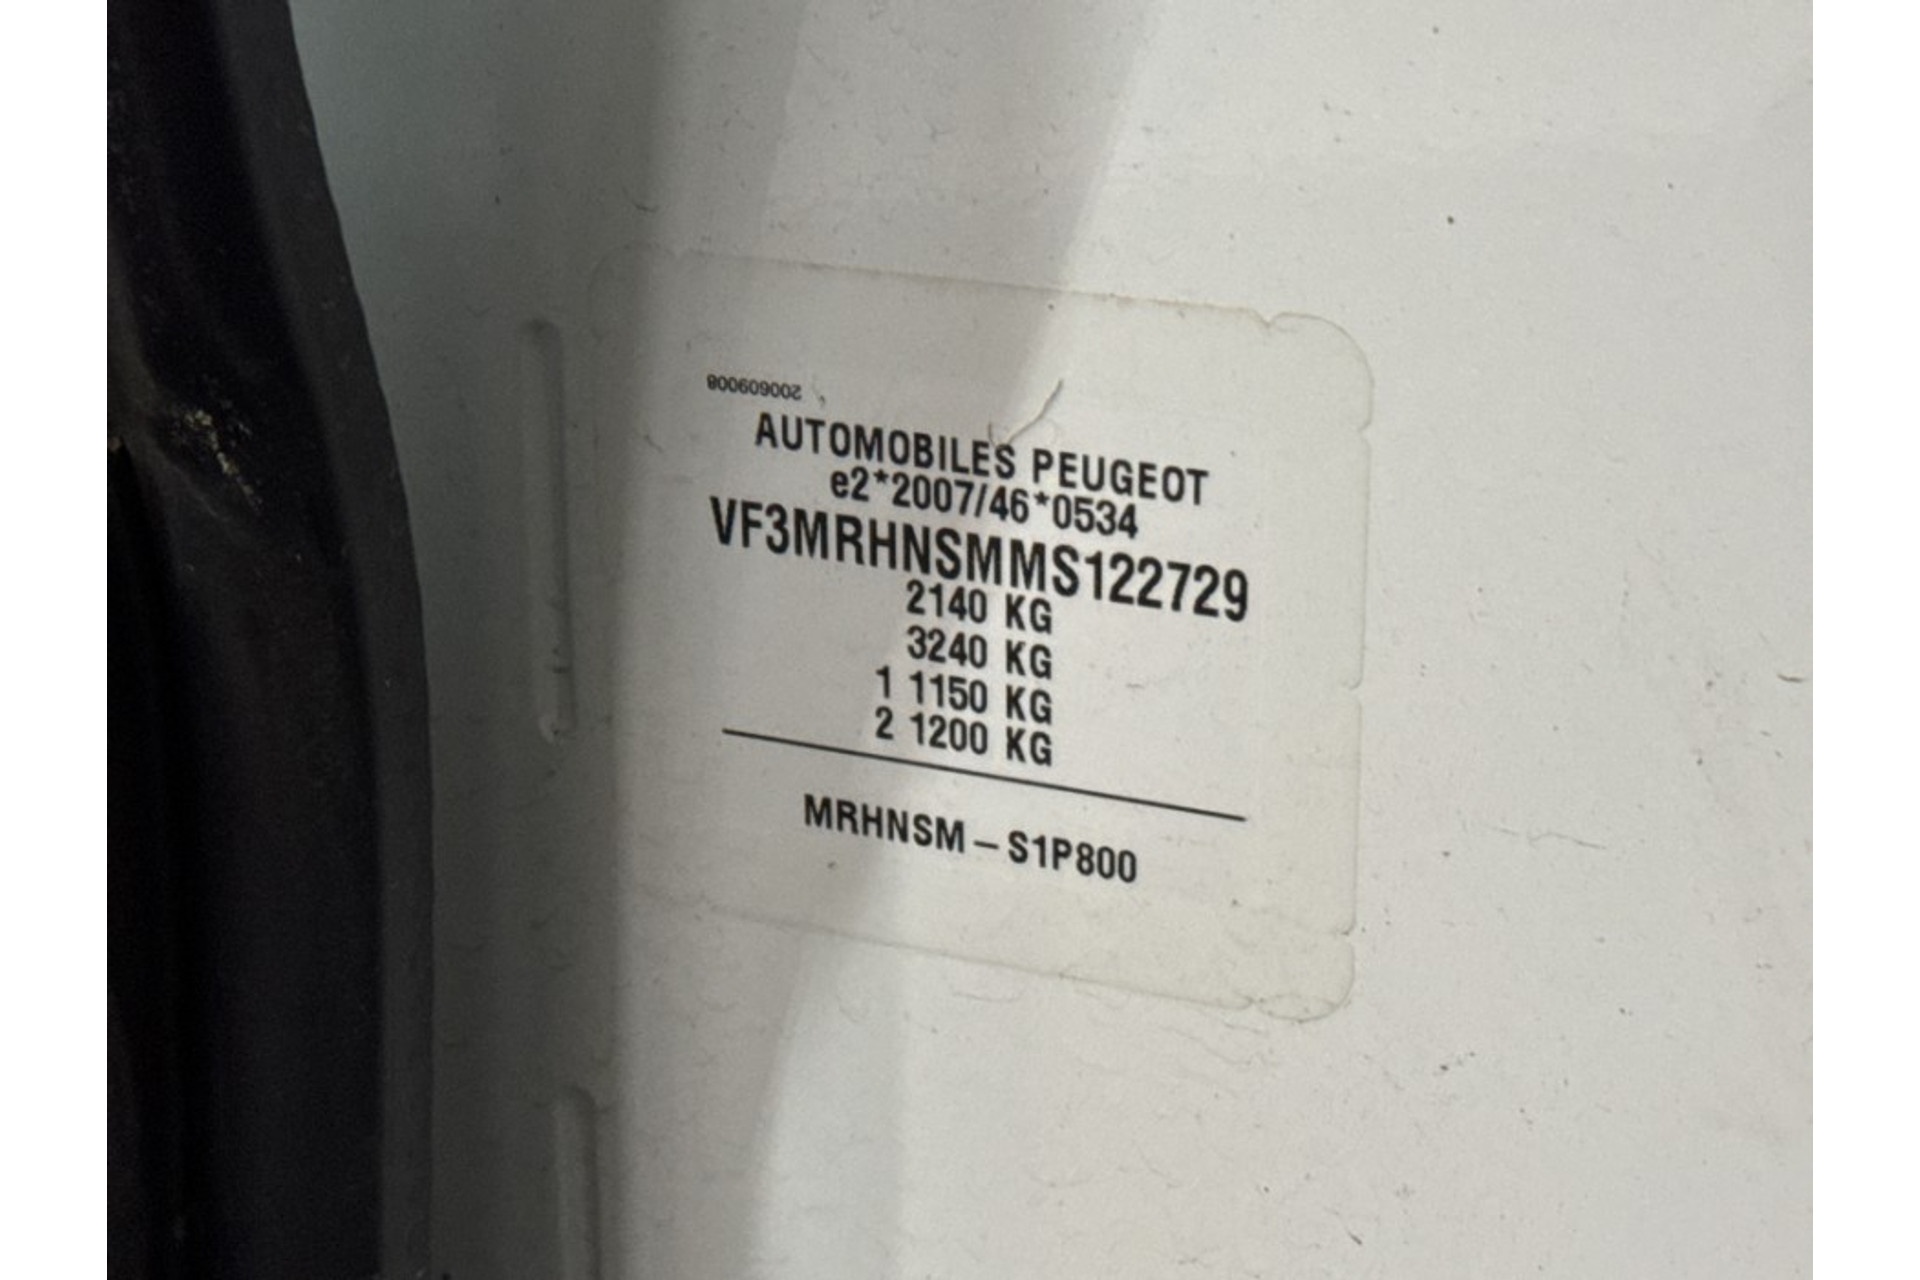 200609008
AUTOMOBILES PEUGEOT
e2*2007/46*0534
VF3MRHNSMMS122729
2140 KG
3240 KG
1 1150 KG
2 1200 KG
MRHNSM – S1P800